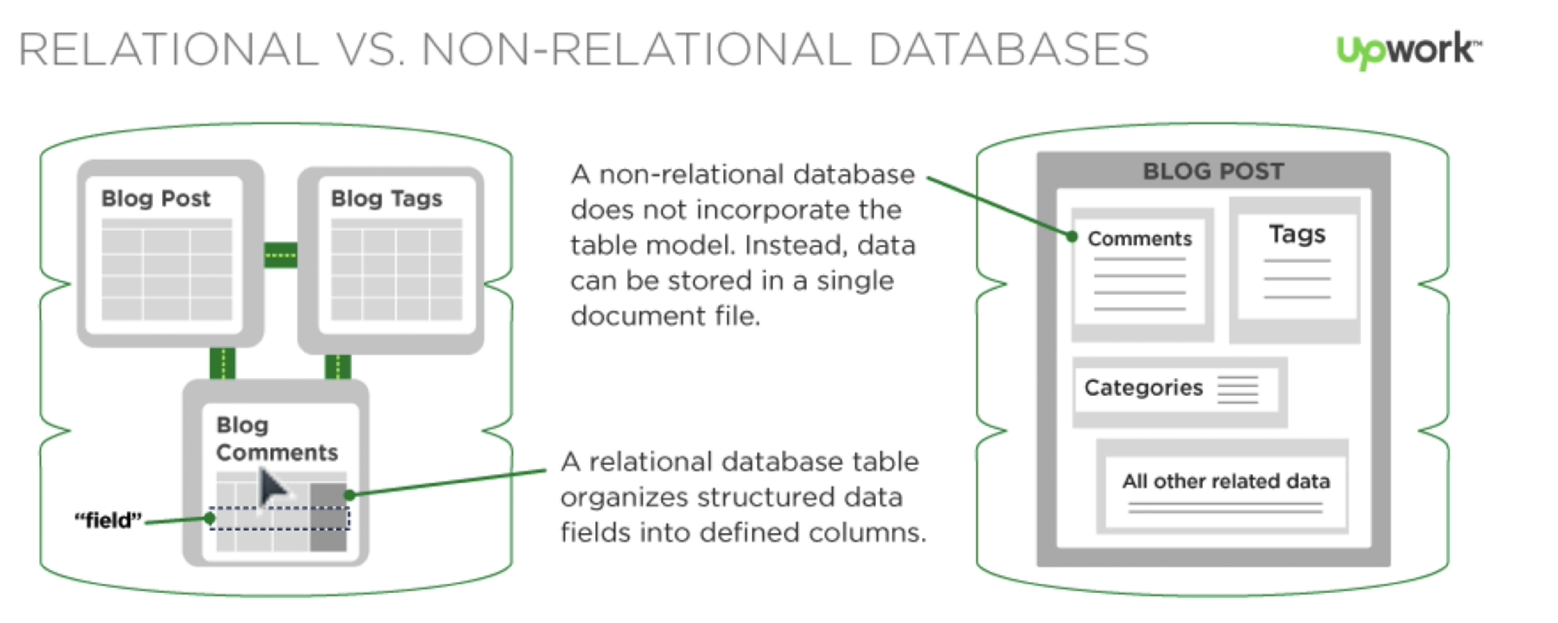 RELATIONAL VS. NON-RELATIONAL DATABASES
upwork™
Blog Post
Blog Tags
Blog
Comments
“field”
A non-relational database
does not incorporate the
table model. Instead, data
can be stored in a single
document file.
A relational database table
organizes structured data
fields into defined columns.
BLOG POST
Comments
Tags
Categories
All other related data